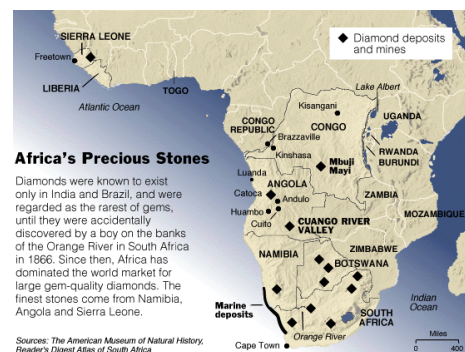 SIERRA LEONE
Freetown
LIBERIA
TOGO
Atlantic Ocean
Diamond deposits
and mines
Lake Albert
Kisangani
UGANDA
CONGO
REPUBLIC
CONGO
Brazzaville
Kinshasa
RWANDA
BURUNDI
Mbuji
Mayi
Luanda
ANGOLA
Catoca
Andulo
ZAMBIA
Huambo
Cuito
CUANGO RIVER
VALLEY
MOZAMBIQUE
ZIMBABWE
NAMIBIA
BOTSWANA
Indian
Ocean
Marine
deposits
SOUTH
AFRICA
Orange River
Cape Town
Miles
0 400
Africa's Precious Stones
Diamonds were known to exist
only in India and Brazil, and were
regarded as the rarest of gems,
until they were accidentally
discovered by a boy on the banks
of the Orange River in South Africa
in 1866. Since then, Africa has
dominated the world market for
large gem-quality diamonds. The
finest stones come from Namibia,
Angola and Sierra Leone.
Sources: The American Museum of Natural History,
Reader's Digest Atlas of South Africa